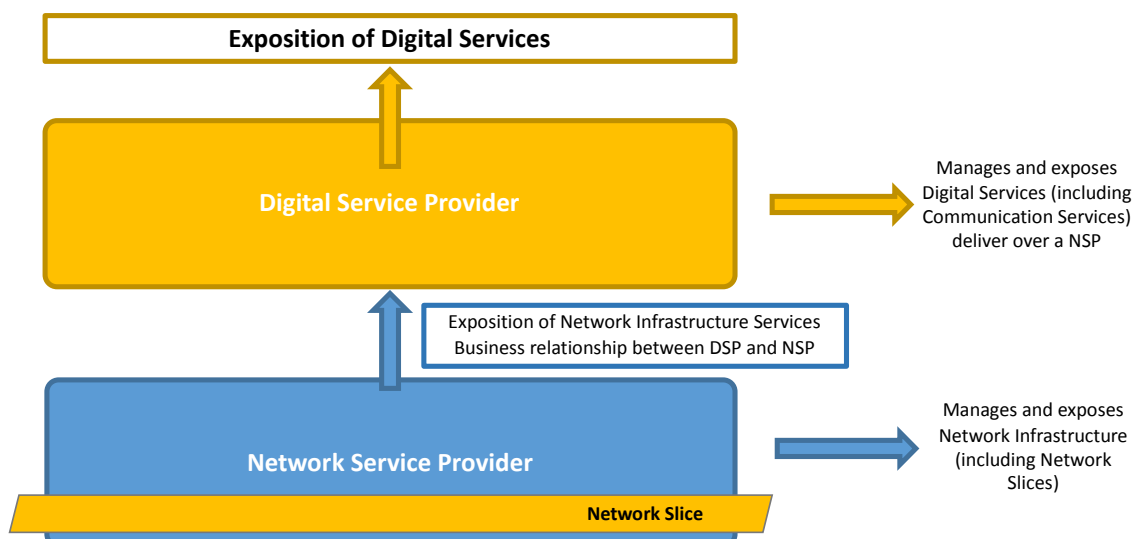 Exposition of Digital Services
Digital Service Provider
Manages and exposes
Digital Services (including
Communication Services)
deliver over a NSP
Exposition of Network Infrastructure Services
Business relationship between DSP and NSP
Manages and exposes
Network Infrastructure
(including Network
Slices)
Network Service Provider
Network Slice